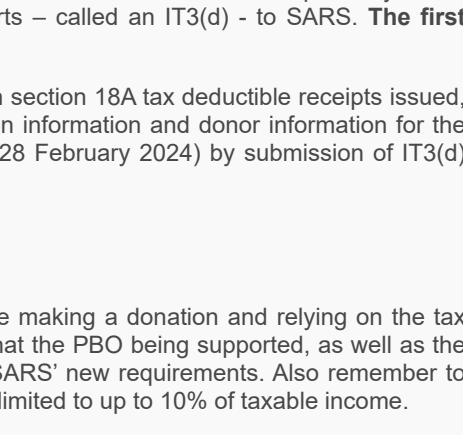 rts – called an IT3(d) - to SARS. The first
section 18A tax deductible receipts issued,
n information and donor information for the
28 February 2024) by submission of IT3(d)
e making a donation and relying on the tax
hat the PBO being supported, as well as the
SARS’ new requirements. Also remember to
limited to up to 10% of taxable income.